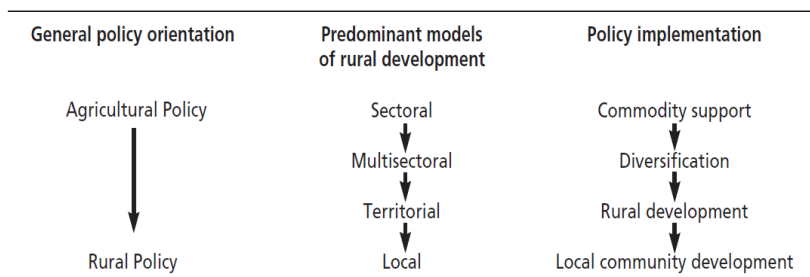 General policy orientation Predominant models of rural development Policy implementation
Agricultural Policy Sectoral Commodity support
Multisectoral Diversification
Territorial Rural development
Rural Policy Local Local community development